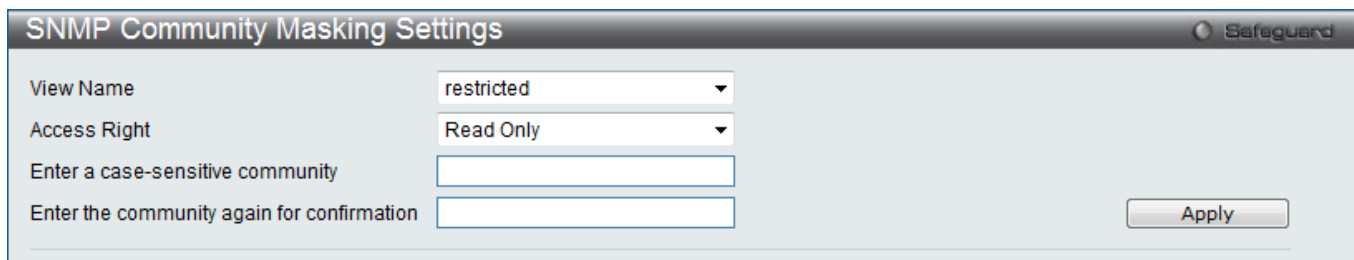 SNMP Community Masking Settings
Safeguard
View Name
restricted
Access Right
Read Only
Enter a case-sensitive community
Enter the community again for confirmation
Apply